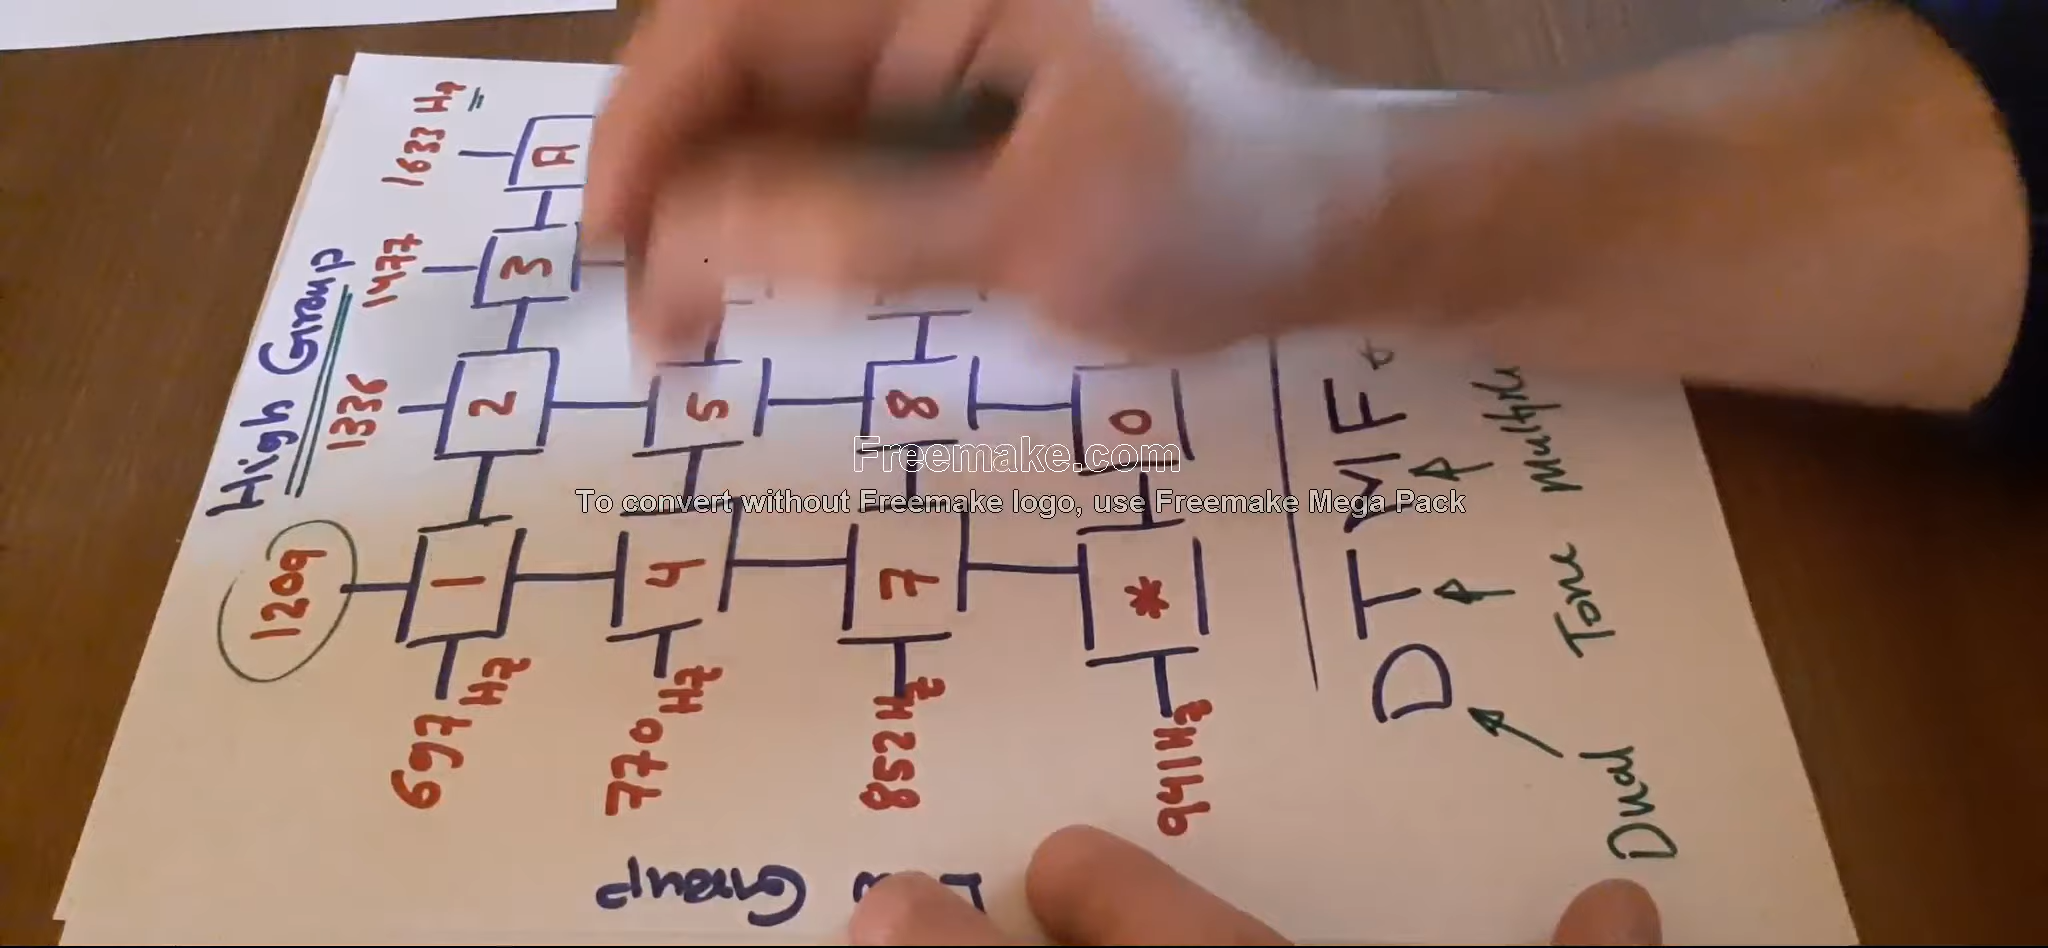 High Group
1209 1336 1477 1633 Hz
697 Hz 1 2 3 A
770 Hz 4 5
852 Hz 7 8
941 Hz * 0
Group
DTMF
Dual Tone Multiple
Freemake.com
To convert without Freemake logo, use Freemake Mega Pack